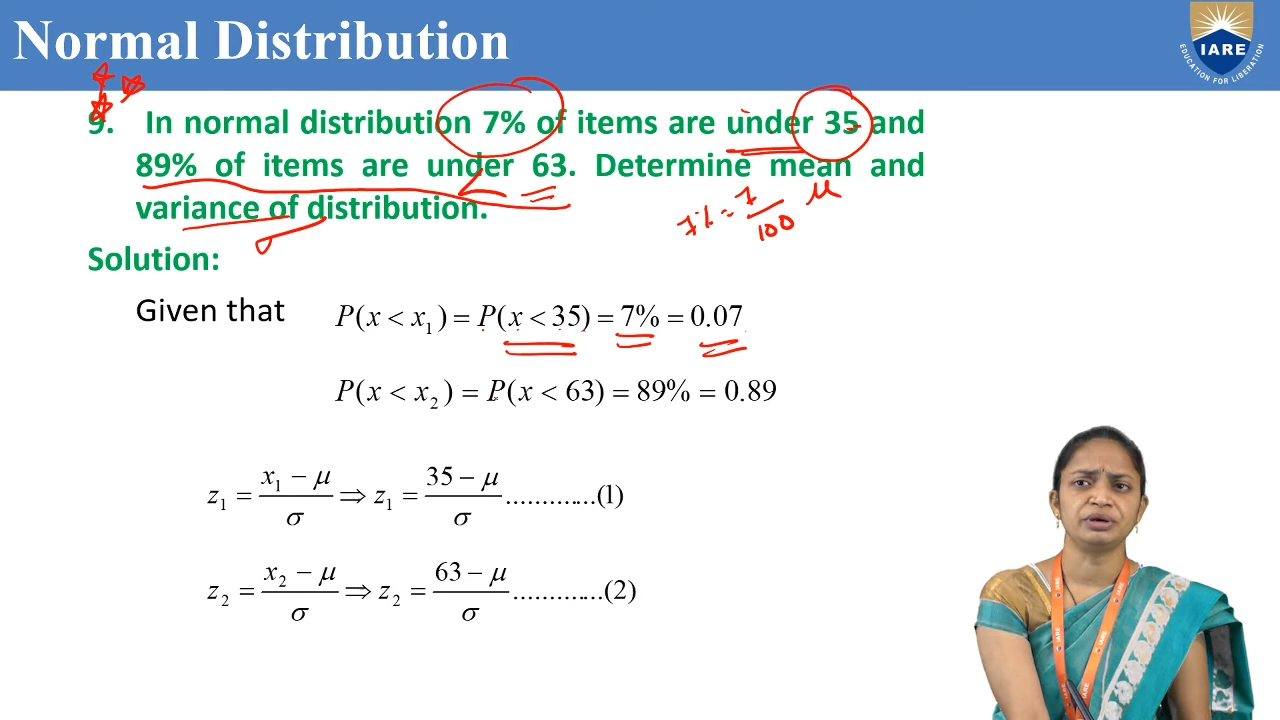 Normal Distribution
IARE
EDUCATION FOR LIBERATION
9. In normal distribution 7% of items are under 35 and
89% of items are under 63. Determine mean and
variance of distribution.
7% = 7/100 μ
Solution:
Given that P(x < x₁) = P(x < 35) = 7% = 0.07
P(x < x₂) = P(x < 63) = 89% = 0.89
z₁ = (x₁ − μ)/σ ⇒ z₁ = (35 − μ)/σ .............(1)
z₂ = (x₂ − μ)/σ ⇒ z₂ = (63 − μ)/σ .............(2)
IARE
IARE